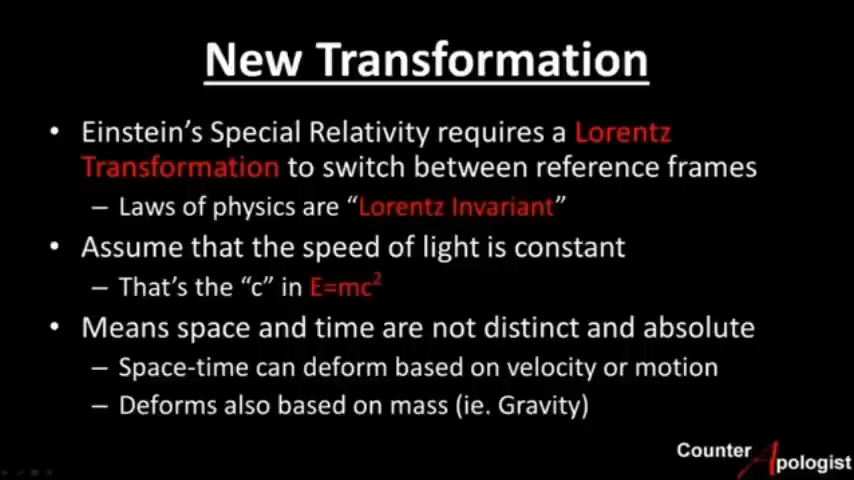 New Transformation
• Einstein's Special Relativity requires a Lorentz
Transformation to switch between reference frames
– Laws of physics are “Lorentz Invariant”
• Assume that the speed of light is constant
– That's the “c” in E=mc²
• Means space and time are not distinct and absolute
– Space-time can deform based on velocity or motion
– Deforms also based on mass (ie. Gravity)
Counter
Apologist